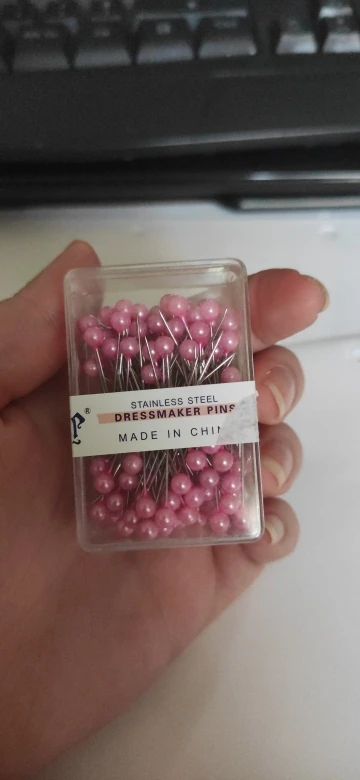 ®
STAINLESS STEEL
DRESSMAKER PINS
MADE IN CHIN